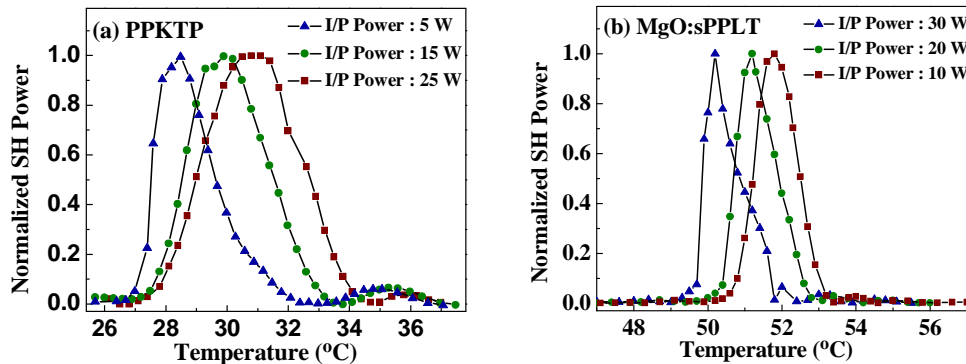 (a) PPKTP
I/P Power : 5 W
I/P Power : 15 W
I/P Power : 25 W
Normalized SH Power
1.0
0.8
0.6
0.4
0.2
0.0
26 28 30 32 34 36
Temperature (°C)
(b) MgO:sPPLT
I/P Power : 30 W
I/P Power : 20 W
I/P Power : 10 W
Normalized SH Power
1.0
0.8
0.6
0.4
0.2
0.0
48 50 52 54 56
Temperature (°C)